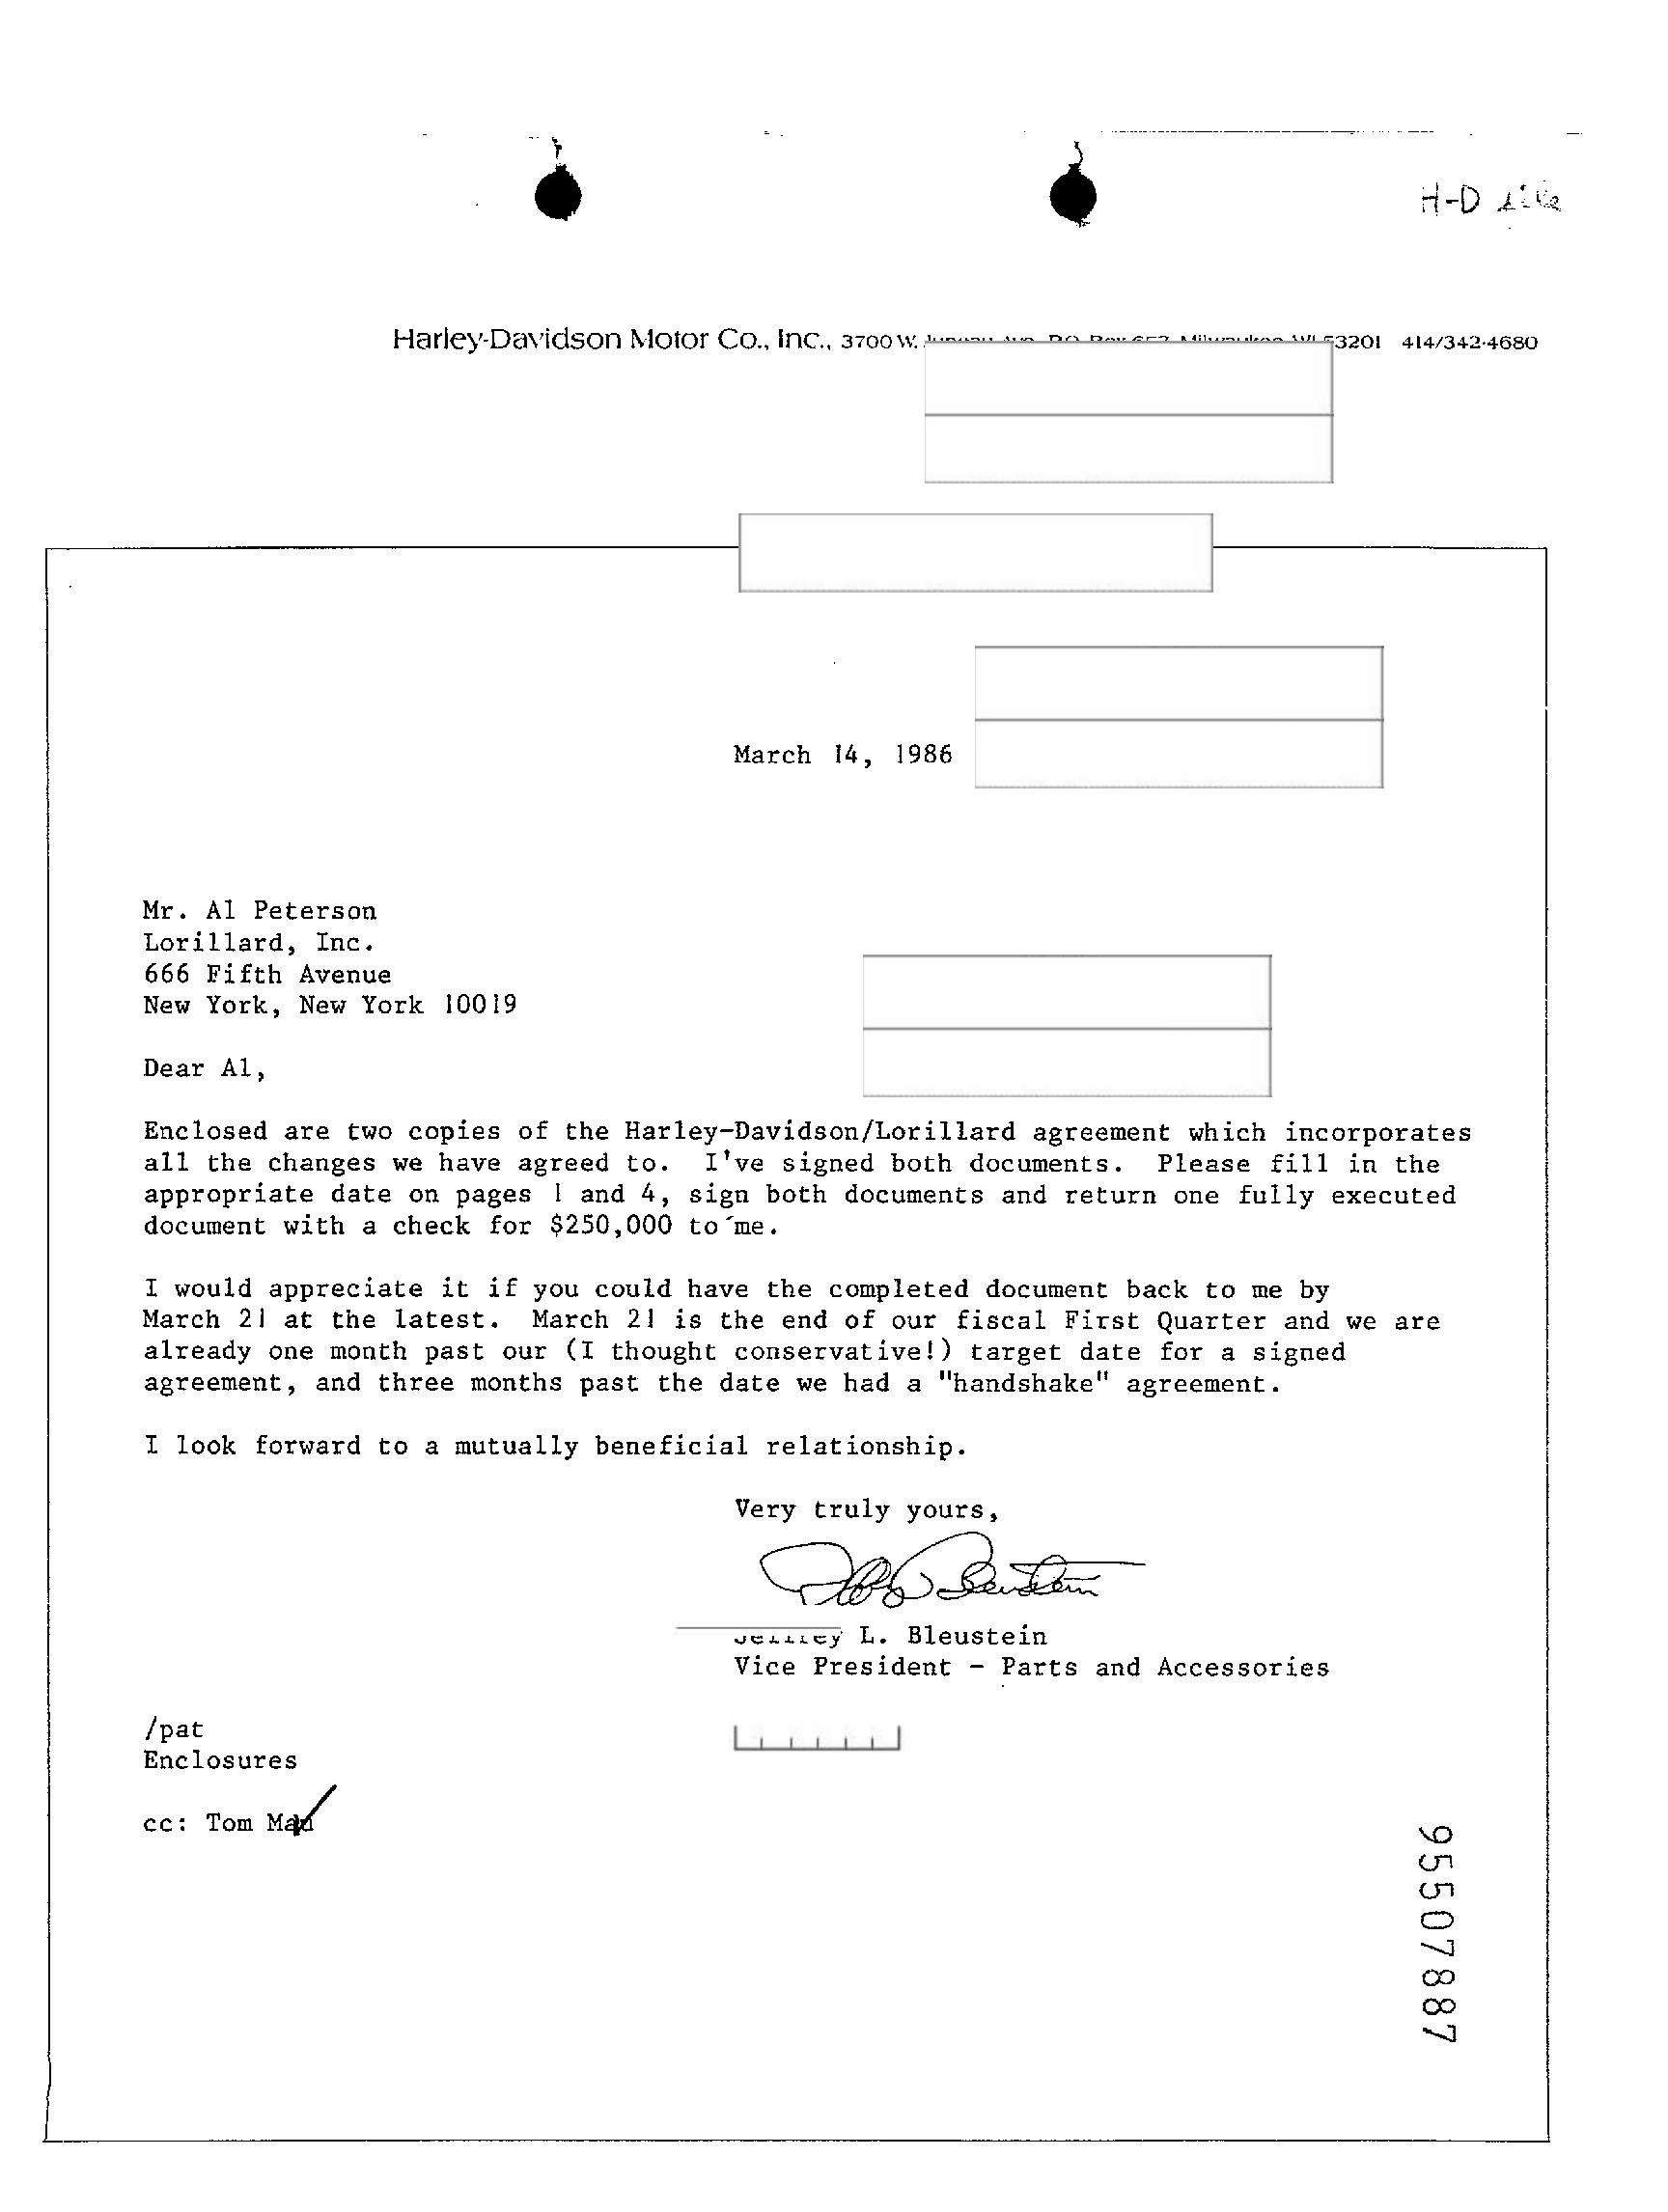 H-D file
Harley-Davidson Motor Co., Inc., 3700 W. 53201 414/342-4680
March 14, 1986
Mr. Al Peterson
Lorillard, Inc.
666 Fifth Avenue
New York, New York 10019
Dear Al,
Enclosed are two copies of the Harley-Davidson/Lorillard agreement which incorporates
all the changes we have agreed to. I've signed both documents. Please fill in the
appropriate date on pages 1 and 4, sign both documents and return one fully executed
document with a check for $250,000 to me.
I would appreciate it if you could have the completed document back to me by
March 21 at the latest. March 21 is the end of our fiscal First Quarter and we are
already one month past our (I thought conservative!) target date for a signed
agreement, and three months past the date we had a "handshake" agreement.
I look forward to a mutually beneficial relationship.
Very truly yours,
L. Bleustein
Vice President - Parts and Accessories
/pat
Enclosures
cc: Tom
95507887